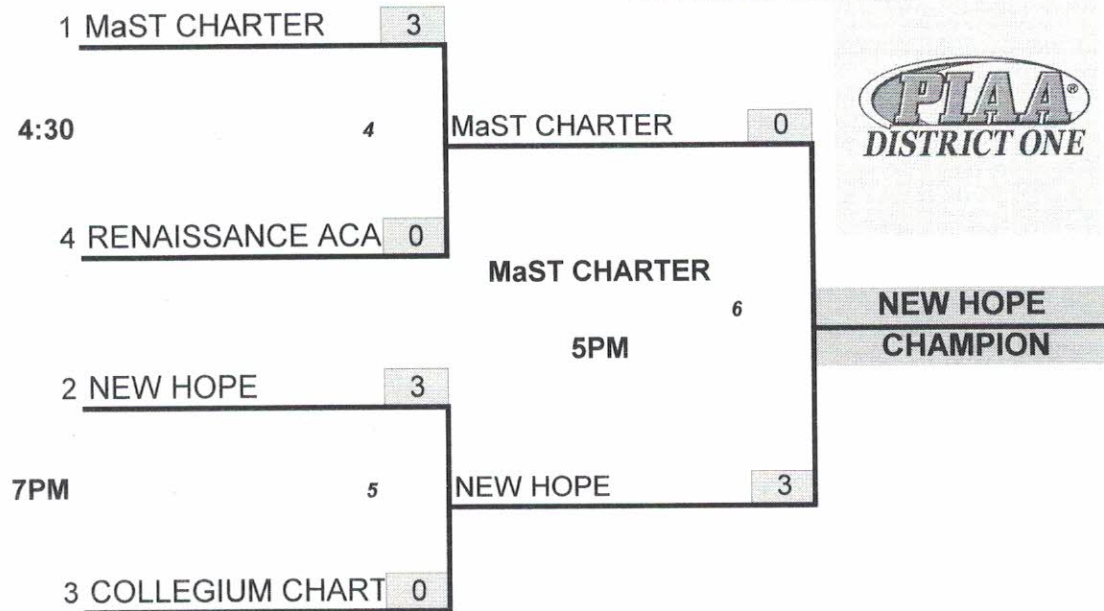 1 MaST CHARTER 3
4:30 4
4 RENAISSANCE ACA 0
MaST CHARTER 0
PIAA®
DISTRICT ONE
MaST CHARTER
6
5PM
NEW HOPE
CHAMPION
2 NEW HOPE 3
7PM 5
3 COLLEGIUM CHART 0
NEW HOPE 3